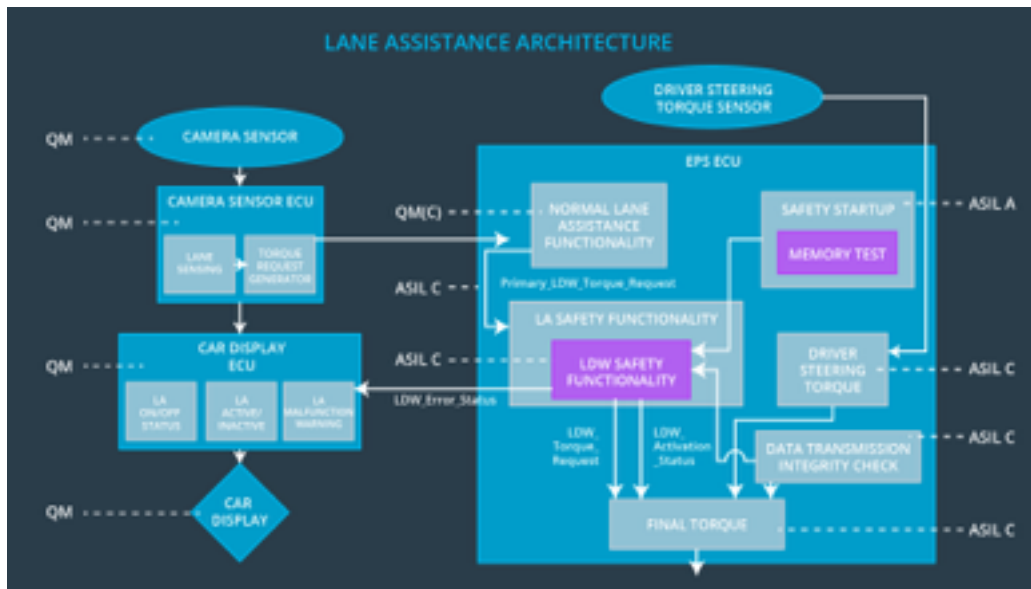 LANE ASSISTANCE ARCHITECTURE
DRIVER STEERING
TORQUE SENSOR
QM
CAMERA SENSOR
EPS ECU
QM
CAMERA SENSOR ECU
LANE
SENSING
TORQUE
REQUEST
GENERATOR
QM(C)
NORMAL LANE
ASSISTANCE
FUNCTIONALITY
SAFETY STARTUP
MEMORY TEST
ASIL A
ASIL C
Primary_LDW_Torque_Request
LA SAFETY FUNCTIONALITY
ASIL C
LDW SAFETY
FUNCTIONALITY
DRIVER
STEERING
TORQUE
ASIL C
QM
CAR DISPLAY
ECU
LA
ON/OFF
STATUS
LA
ACTIVE/
INACTIVE
LA
MALFUNCTION
WARNING
LDW_Error_Status
LDW_
Torque_
Request
LDW_
Activation
_Status
DATA TRANSMISSION
INTEGRITY CHECK
ASIL C
QM
CAR
DISPLAY
FINAL TORQUE
ASIL C